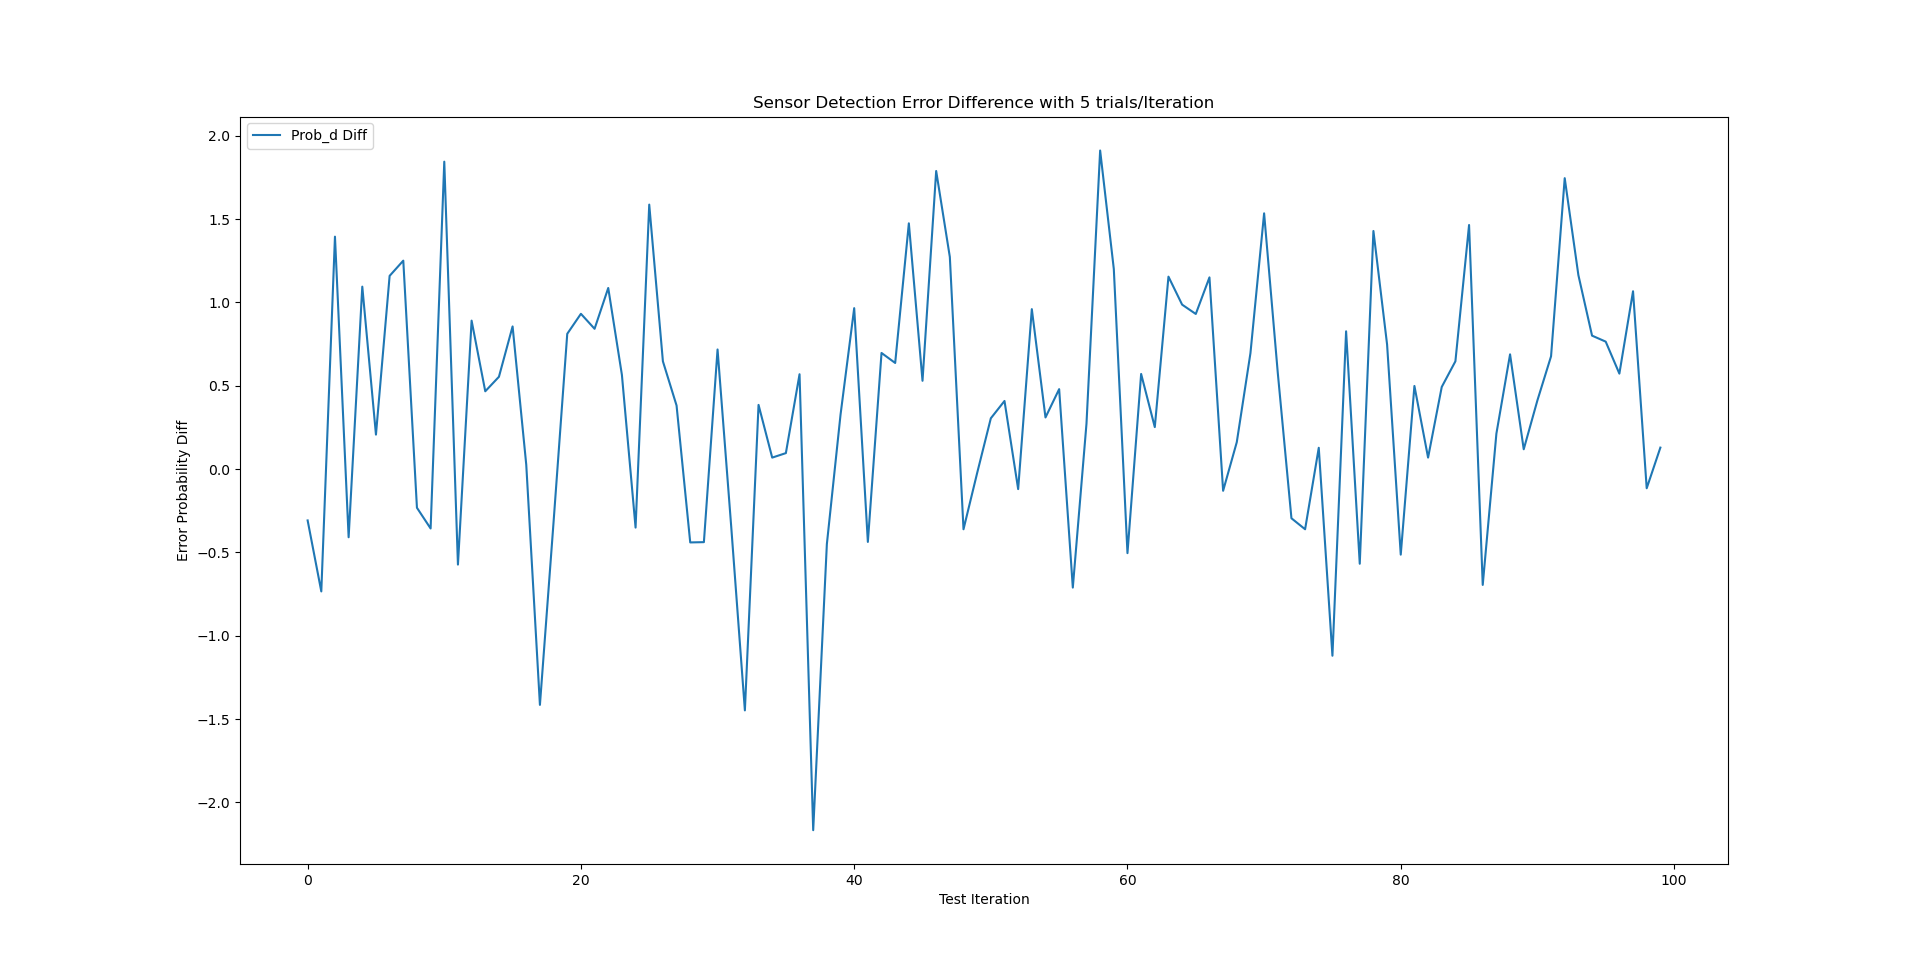 Sensor Detection Error Difference with 5 trials/Iteration
Prob_d Diff
2.0
1.5
1.0
0.5
0.0
−0.5
−1.0
−1.5
−2.0
Error Probability Diff
0 20 40 60 80 100
Test Iteration